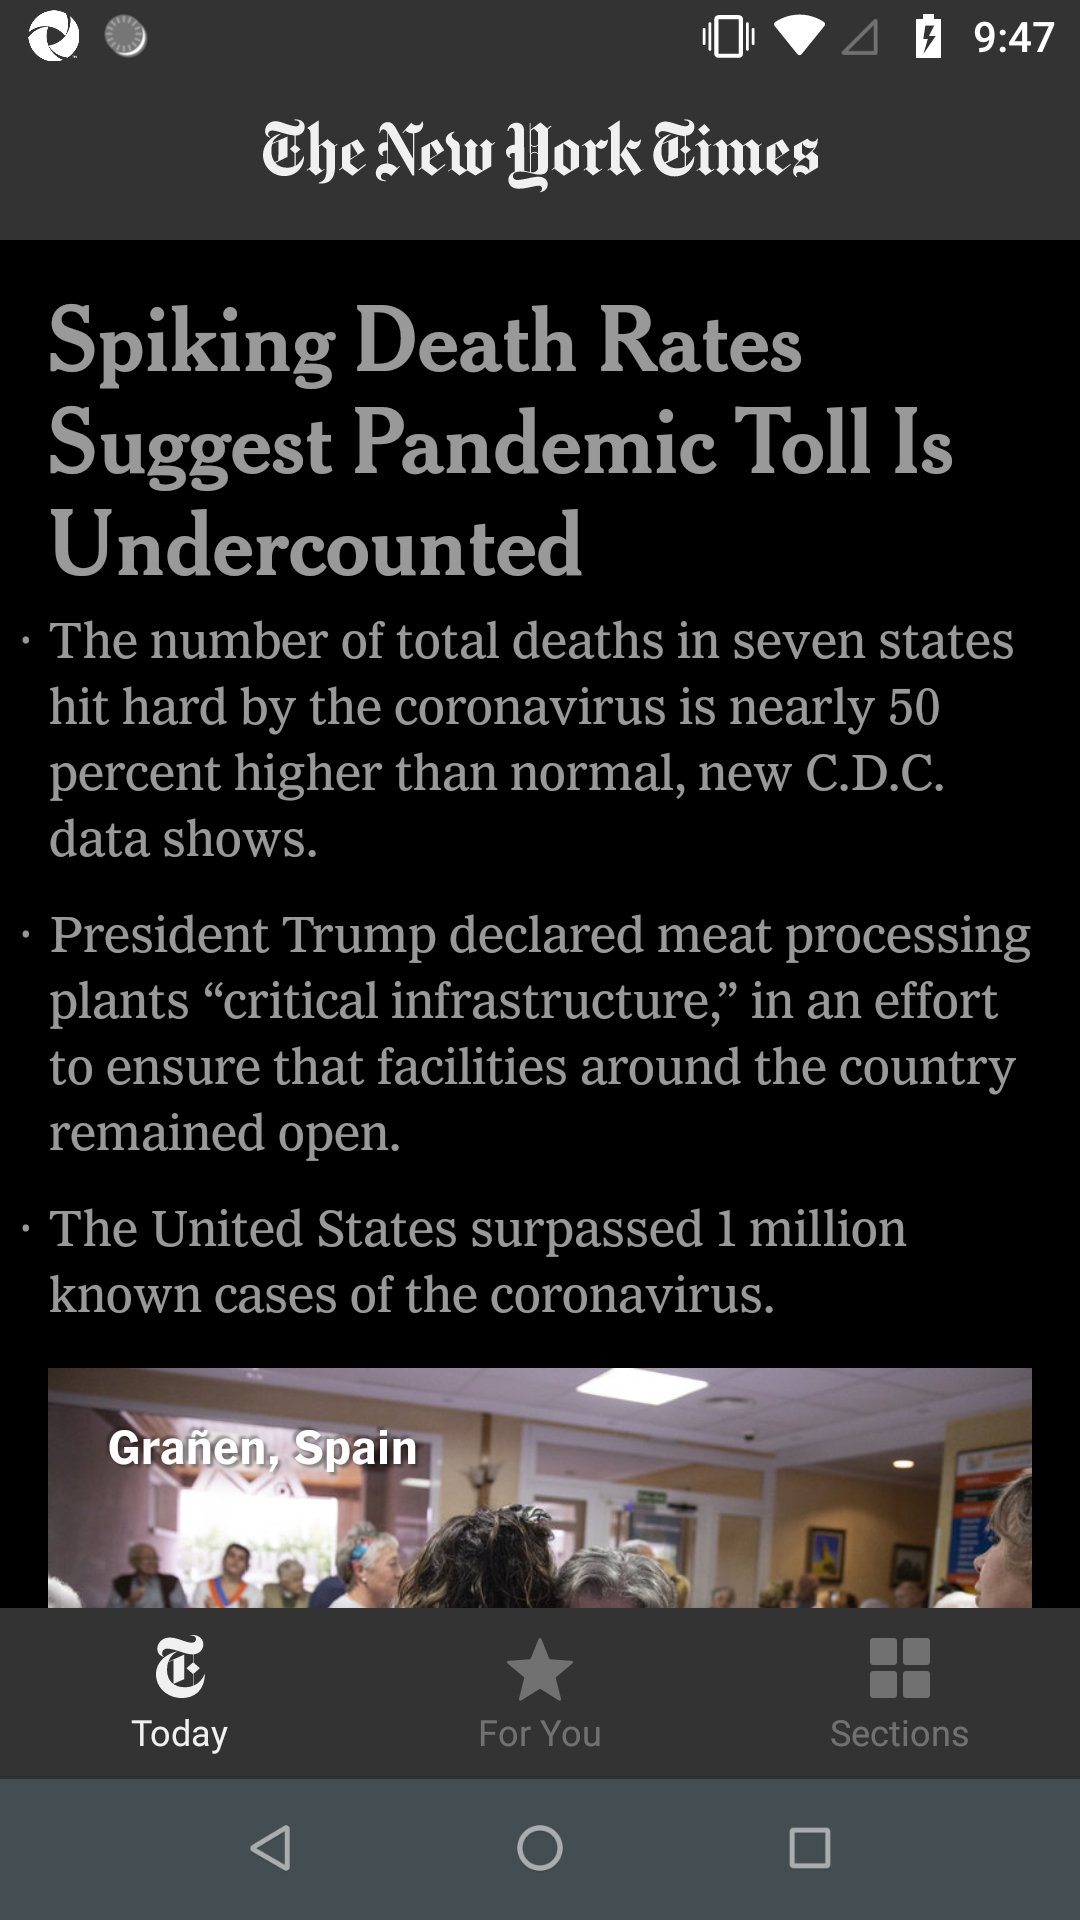 9:47
The New York Times
Spiking Death Rates
Suggest Pandemic Toll Is
Undercounted
· The number of total deaths in seven states
hit hard by the coronavirus is nearly 50
percent higher than normal, new C.D.C.
data shows.
· President Trump declared meat processing
plants “critical infrastructure,” in an effort
to ensure that facilities around the country
remained open.
· The United States surpassed 1 million
known cases of the coronavirus.
Grañen, Spain
Today
For You
Sections